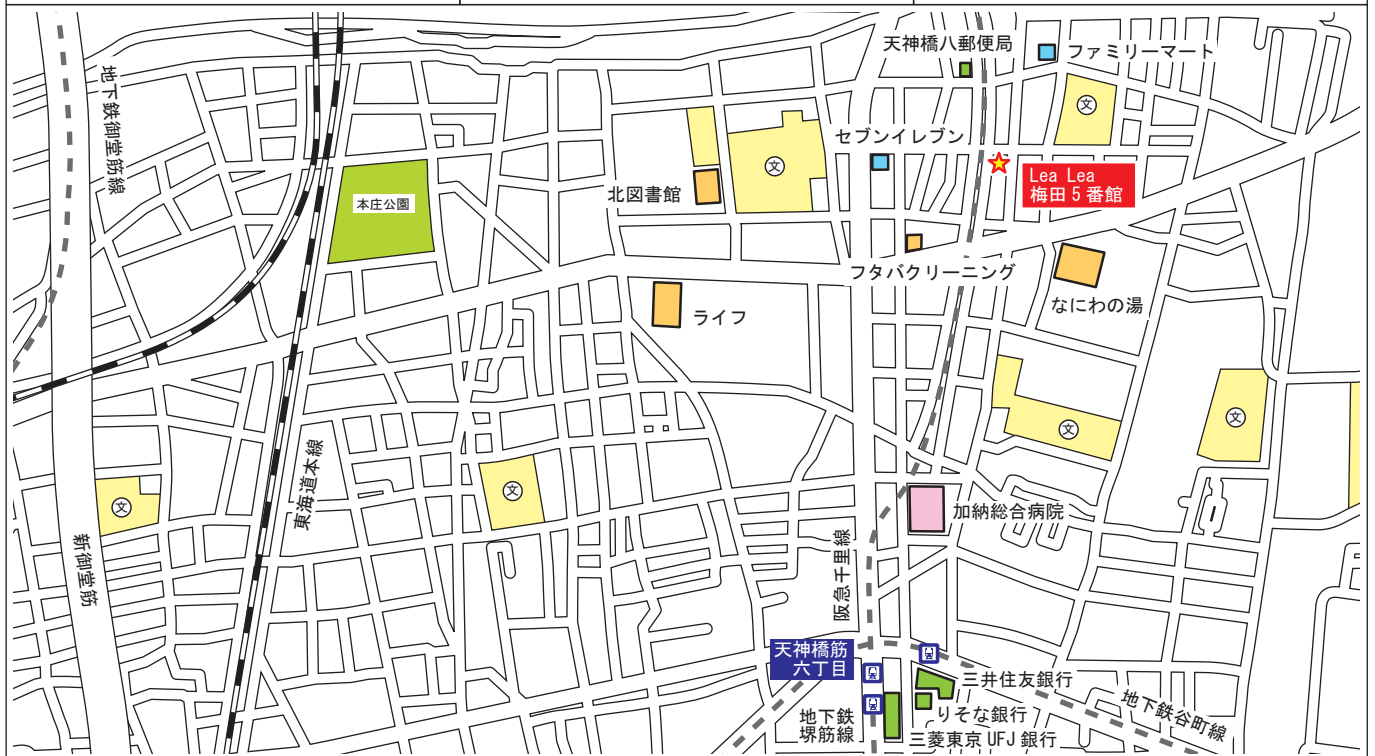 天神橋八郵便局
ファミリーマート
地下鉄御堂筋線
文
セブンイレブン
文
Lea Lea
梅田5番館
北図書館
本庄公園
フタバクリーニング
なにわの湯
ライフ
文
文
東海道本線
文
文
加納総合病院
新御堂筋
阪急千里線
天神橋筋
六丁目
三井住友銀行
地下鉄谷町線
りそな銀行
地下鉄
堺筋線
三菱東京UFJ銀行